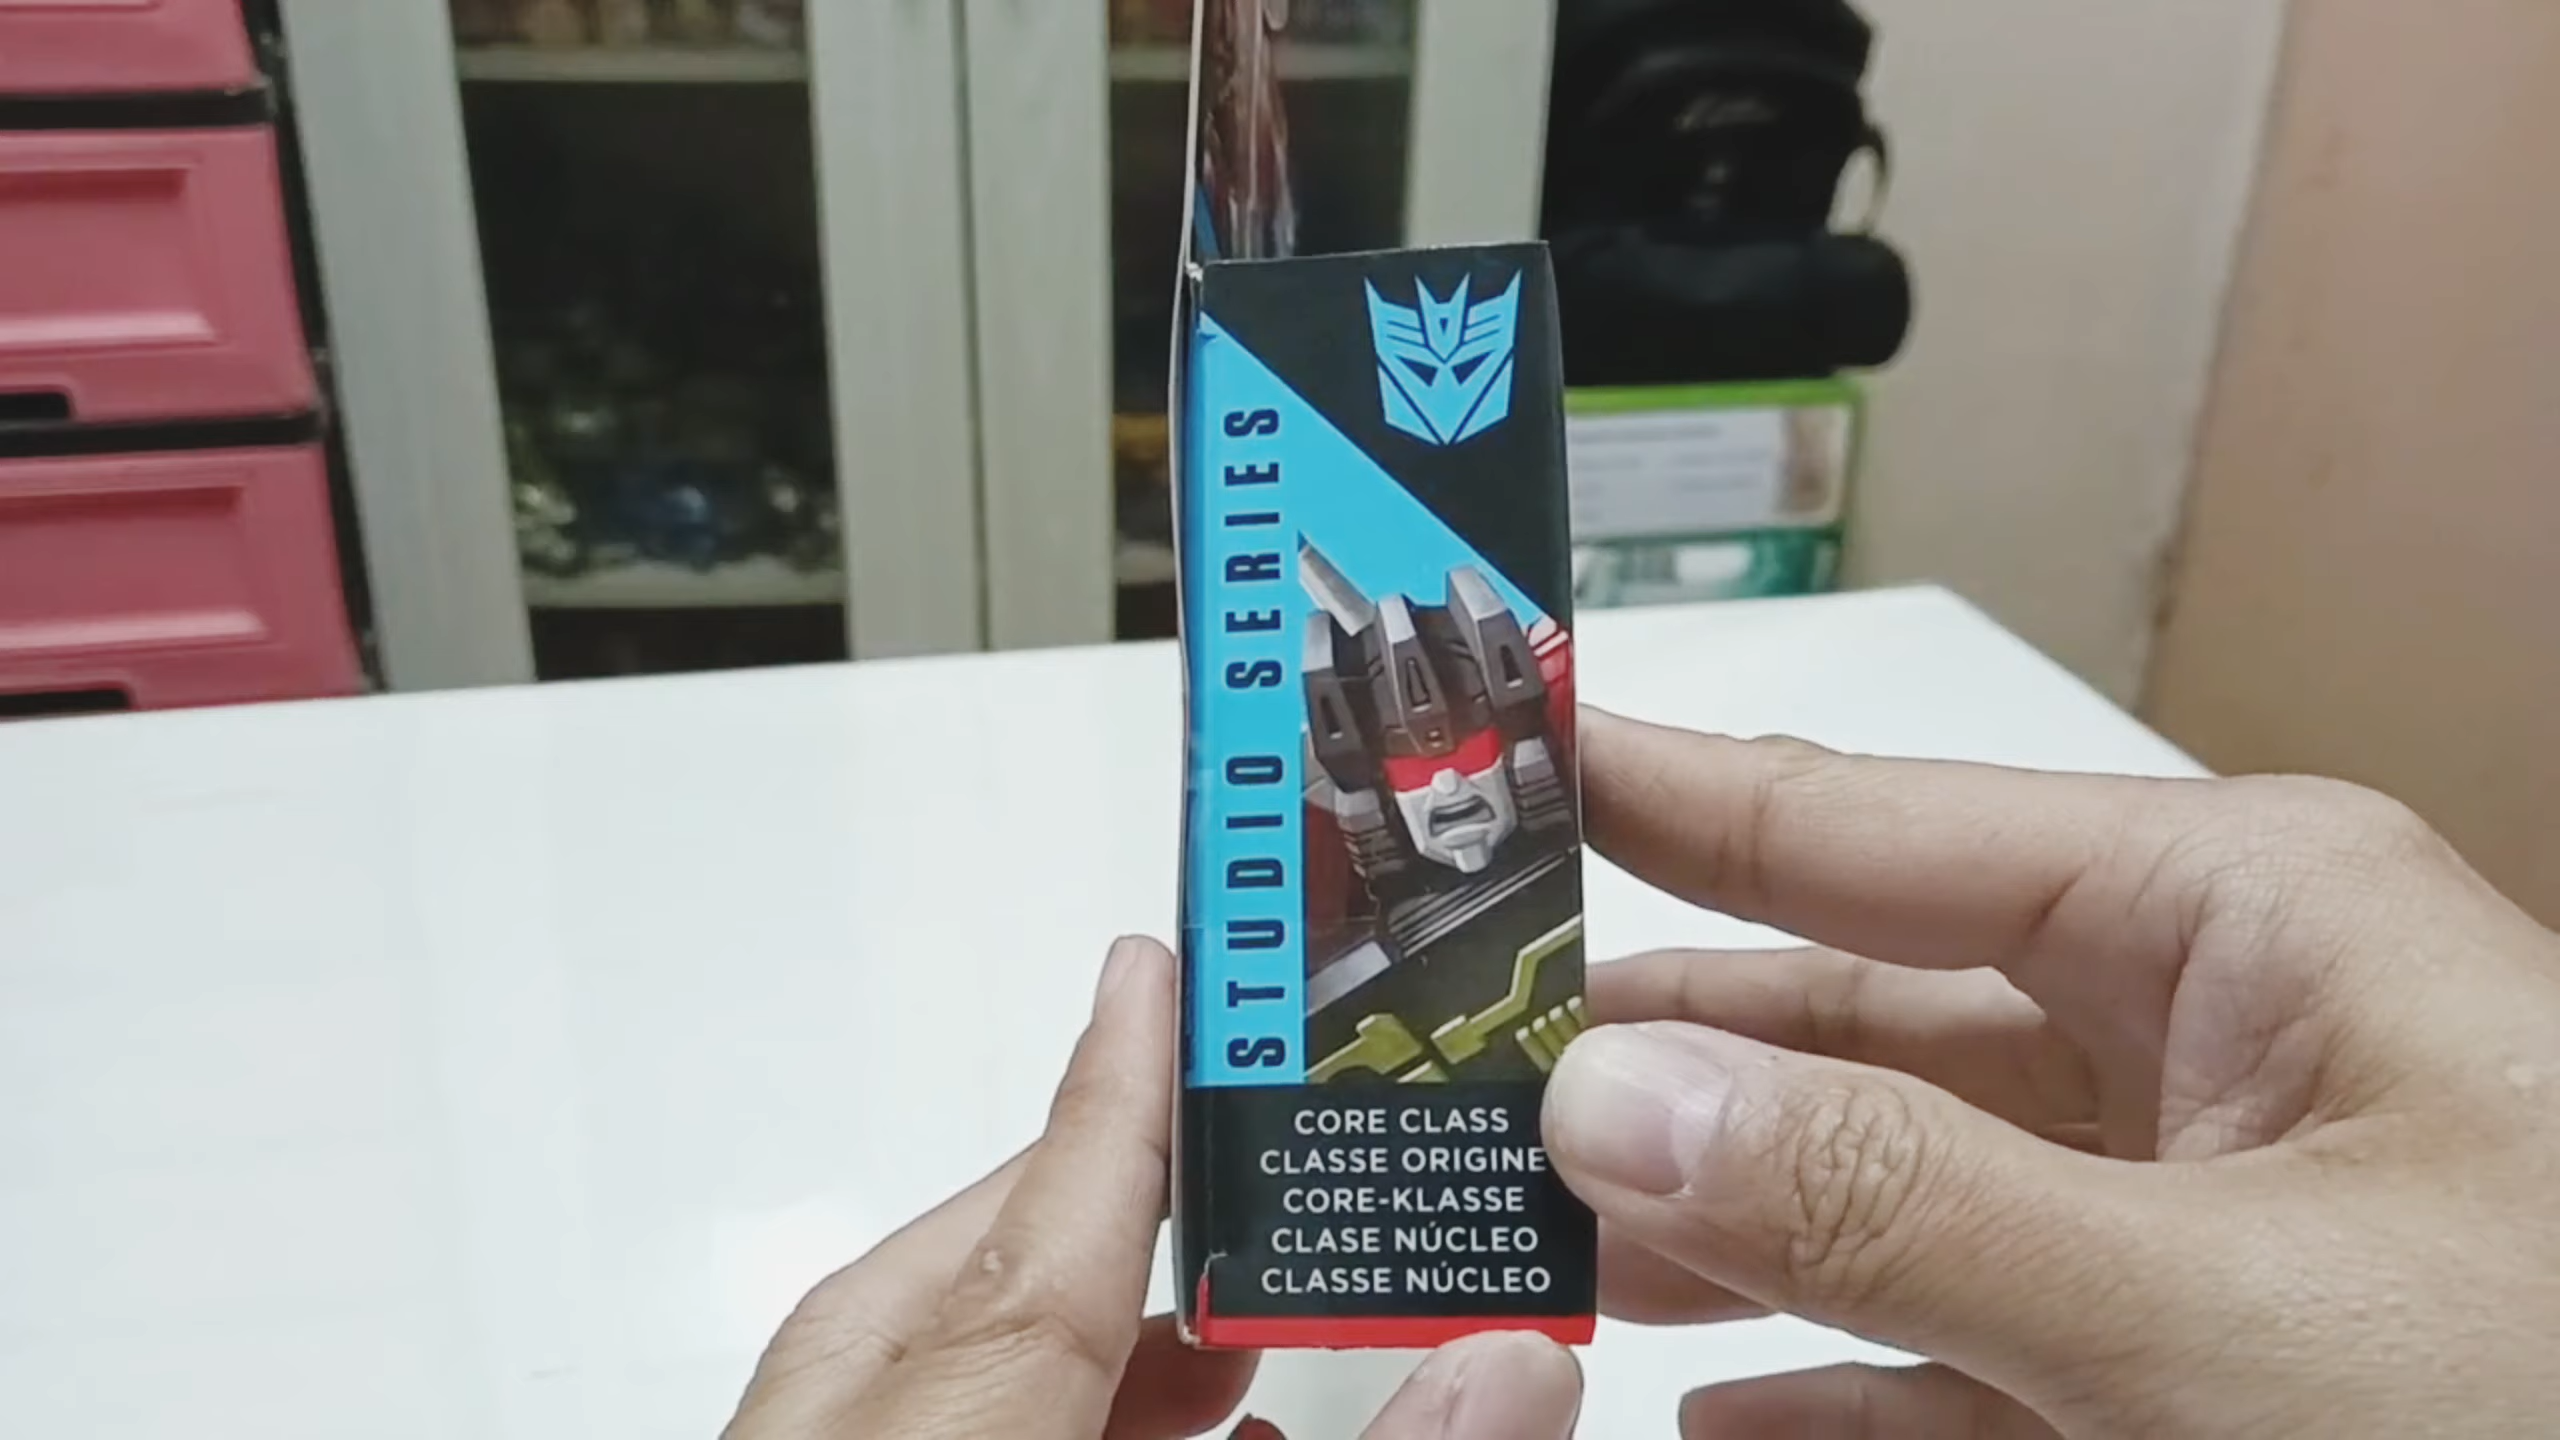 STUDIO SERIES
CORE CLASS
CLASSE ORIGINE
CORE-KLASSE
CLASE NÚCLEO
CLASSE NÚCLEO